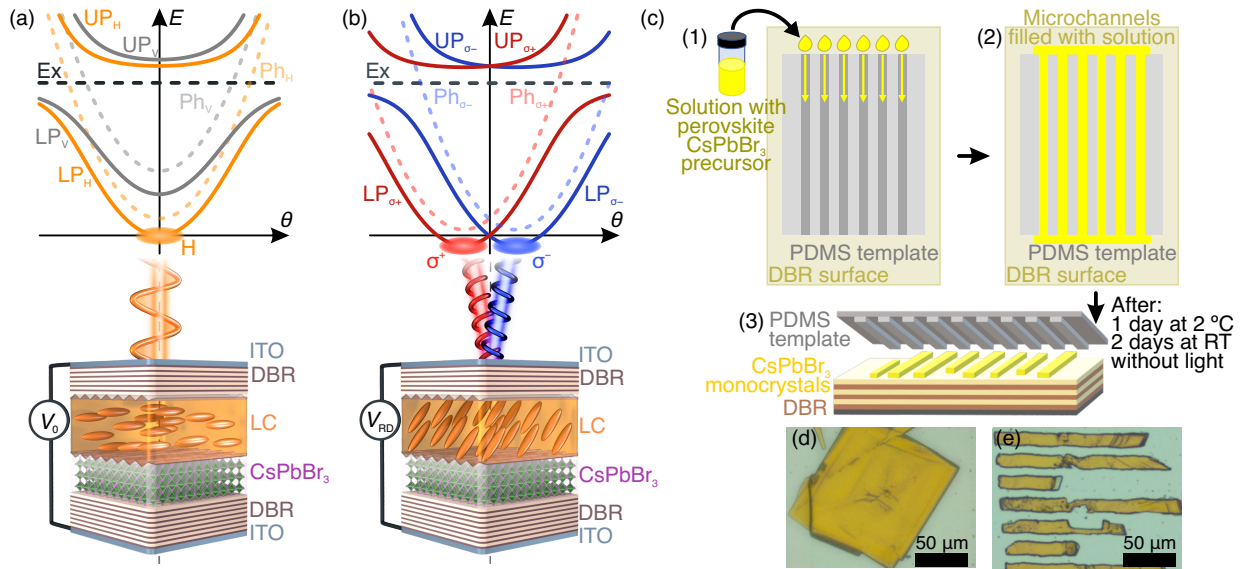 (a)
E
UP_H
UP_V
Ex
Ph_H
Ph_V
LP_V
LP_H
θ
H
ITO
DBR
V_0
LC
CsPbBr_3
DBR
ITO
(b)
E
UP_σ−
UP_σ+
Ex
Ph_σ−
Ph_σ+
LP_σ+
LP_σ−
θ
σ^+
σ^−
ITO
DBR
V_RD
LC
CsPbBr_3
DBR
ITO
(c)
(1)
Solution with
perovskite
CsPbBr_3
precursor
PDMS template
DBR surface
(2)
Microchannels
filled with solution
PDMS template
DBR surface
After:
1 day at 2 ºC
2 days at RT
without light
(3)
PDMS
template
CsPbBr_3
monocrystals
DBR
(d)
50 µm
(e)
50 µm